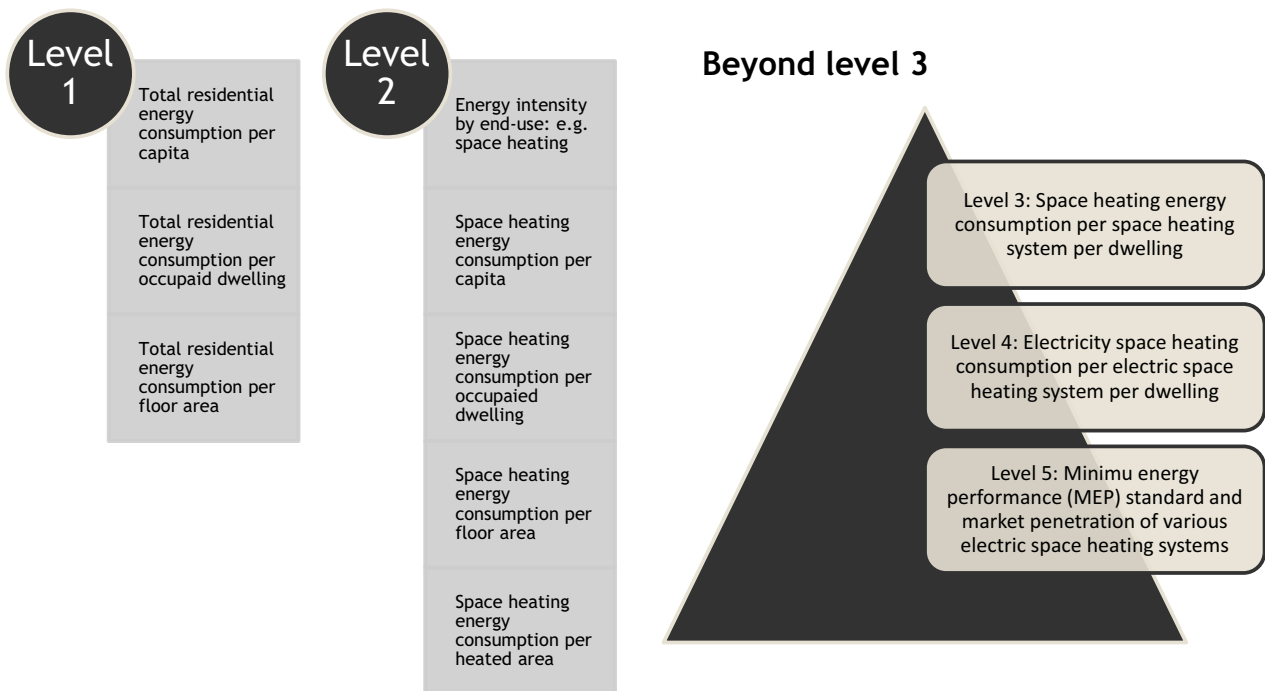 Level
1
Total residential
energy
consumption per
capita
Total residential
energy
consumption per
occupaid dwelling
Total residential
energy
consumption per
floor area
Level
2
Energy intensity
by end-use: e.g.
space heating
Space heating
energy
consumption per
capita
Space heating
energy
consumption per
occupaied
dwelling
Space heating
energy
consumption per
floor area
Space heating
energy
consumption per
heated area
Beyond level 3
Level 3: Space heating energy
consumption per space heating
system per dwelling
Level 4: Electricity space heating
consumption per electric space
heating system per dwelling
Level 5: Minimu energy
performance (MEP) standard and
market penetration of various
electric space heating systems